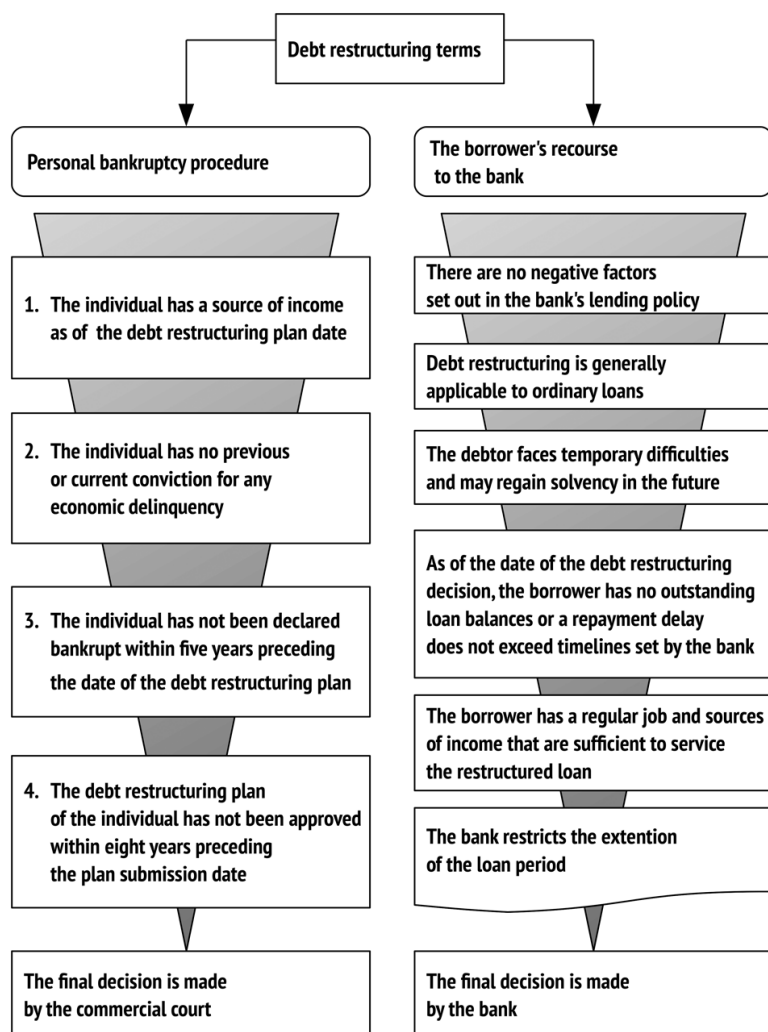 Debt restructuring terms
Personal bankruptcy procedure
1. The individual has a source of income
as of the debt restructuring plan date
2. The individual has no previous
or current conviction for any
economic delinquency
3. The individual has not been declared
bankrupt within five years preceding
the date of the debt restructuring plan
4. The debt restructuring plan
of the individual has not been approved
within eight years preceding
the plan submission date
The final decision is made
by the commercial court
The borrower's recourse
to the bank
There are no negative factors
set out in the bank's lending policy
Debt restructuring is generally
applicable to ordinary loans
The debtor faces temporary difficulties
and may regain solvency in the future
As of the date of the debt restructuring
decision, the borrower has no outstanding
loan balances or a repayment delay
does not exceed timelines set by the bank
The borrower has a regular job and sources
of income that are sufficient to service
the restructured loan
The bank restricts the extention
of the loan period
The final decision is made
by the bank